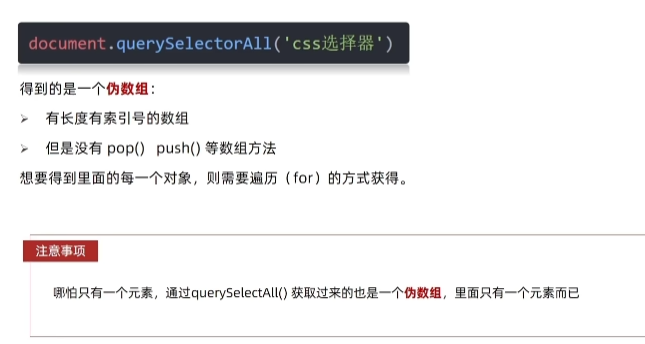 document.querySelectorAll('css选择器')
得到的是一个伪数组：
➢ 有长度有索引号的数组
➢ 但是没有 pop() push() 等数组方法
想要得到里面的每一个对象，则需要遍历（for）的方式获得。
注意事项
哪怕只有一个元素，通过querySelectAll() 获取过来的也是一个伪数组，里面只有一个元素而已